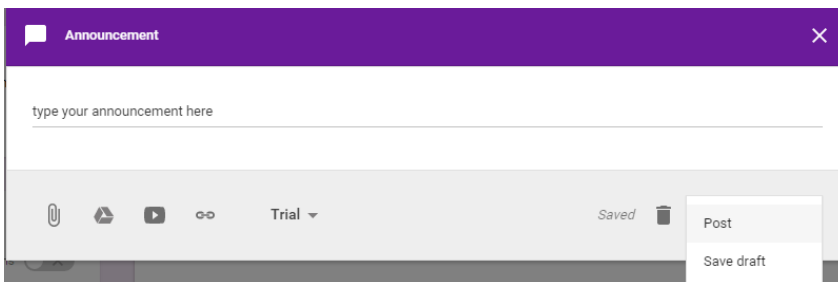 Announcement
type your announcement here
Trial
Saved
Post
Save draft